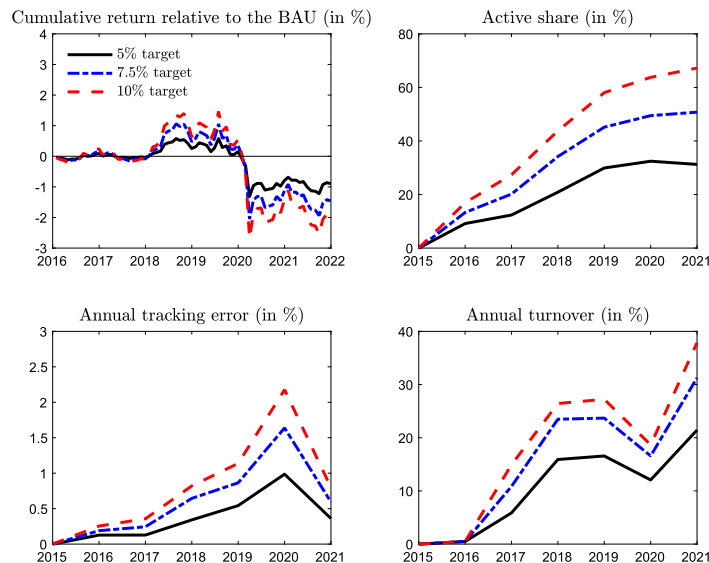 Cumulative return relative to the BAU (in %)
4
3
2
1
0
-1
-2
-3
2016 2017 2018 2019 2020 2021 2022
5% target
7.5% target
10% target
Active share (in %)
80
60
40
20
0
2015 2016 2017 2018 2019 2020 2021
Annual tracking error (in %)
3
2.5
2
1.5
1
0.5
0
2015 2016 2017 2018 2019 2020 2021
Annual turnover (in %)
40
30
20
10
0
2015 2016 2017 2018 2019 2020 2021